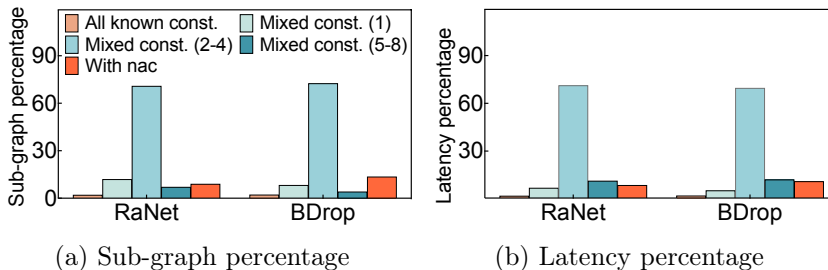 All known const.
Mixed const. (1)
Mixed const. (2-4)
Mixed const. (5-8)
With nac
Sub-graph percentage
90
60
30
0
RaNet
BDrop
(a) Sub-graph percentage
Latency percentage
90
60
30
RaNet
BDrop
(b) Latency percentage